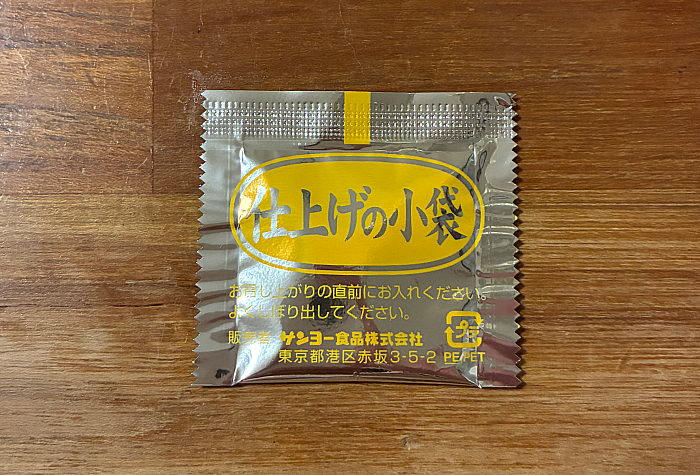 仕上げの小袋
お召し上がりの直前にお入れください。
よくしぼり出してください。
販売者 サンヨー食品株式会社
東京都港区赤坂3-5-2
プラ
PE/PET